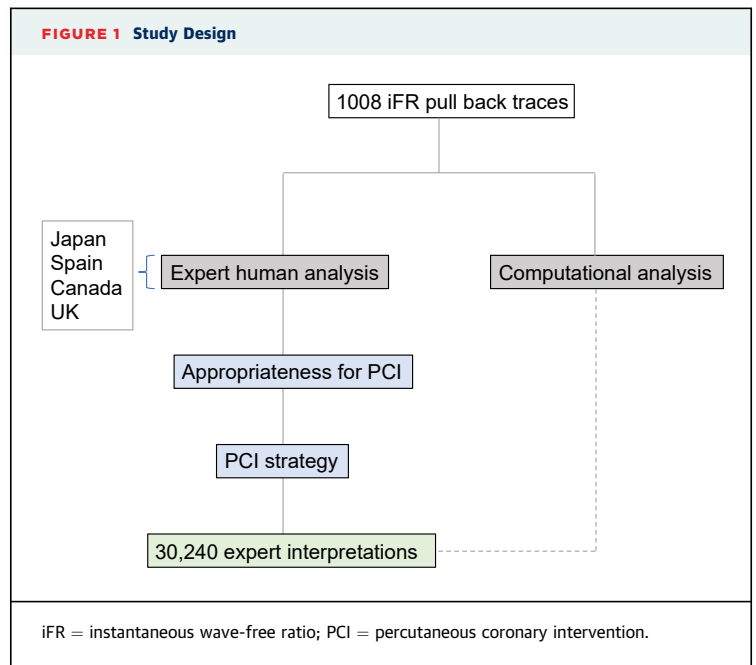 FIGURE 1 Study Design
1008 iFR pull back traces
Japan
Spain
Canada
UK
Expert human analysis
Computational analysis
Appropriateness for PCI
PCI strategy
30,240 expert interpretations
iFR = instantaneous wave-free ratio; PCI = percutaneous coronary intervention.